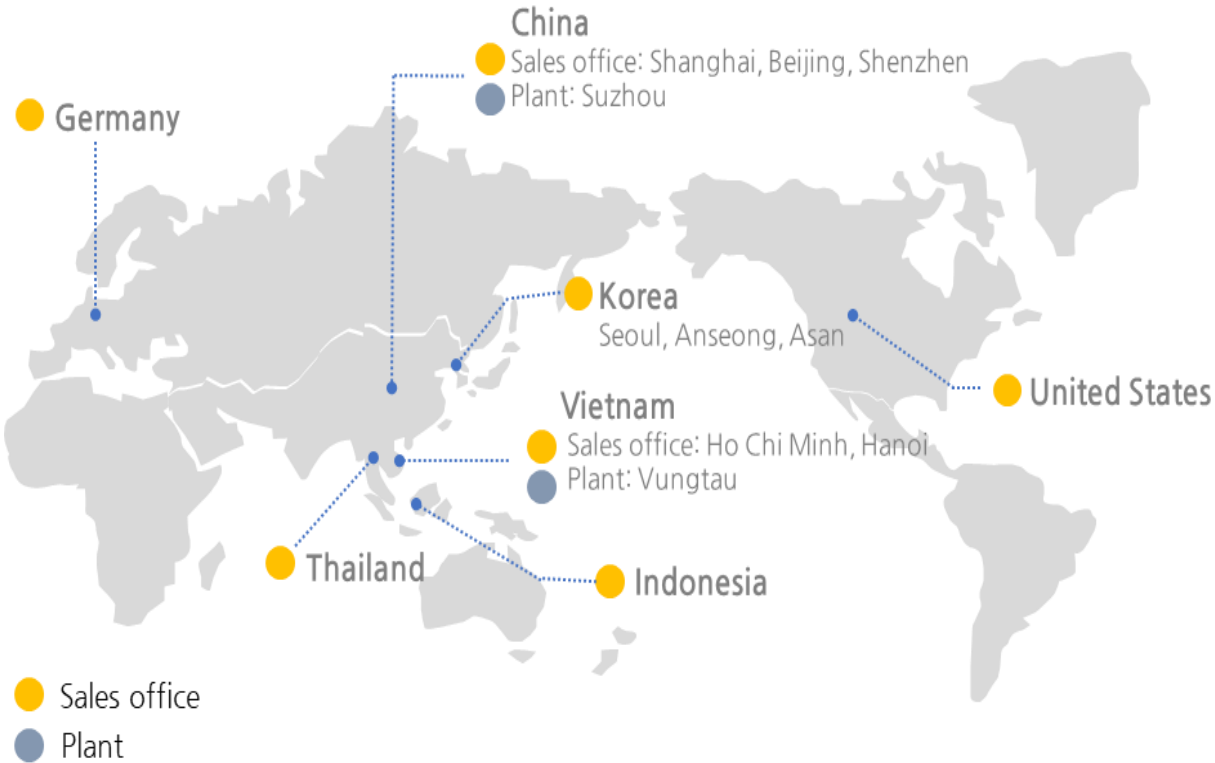 China
Sales office: Shanghai, Beijing, Shenzhen
Plant: Suzhou
Germany
Korea
Seoul, Anseong, Asan
United States
Vietnam
Sales office: Ho Chi Minh, Hanoi
Plant: Vungtau
Thailand
Indonesia
Sales office
Plant